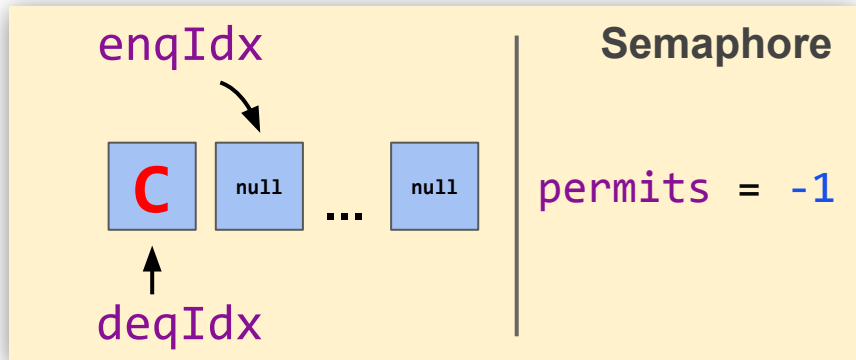 enqIdx
C
null
...
null
deqIdx
Semaphore
permits = -1